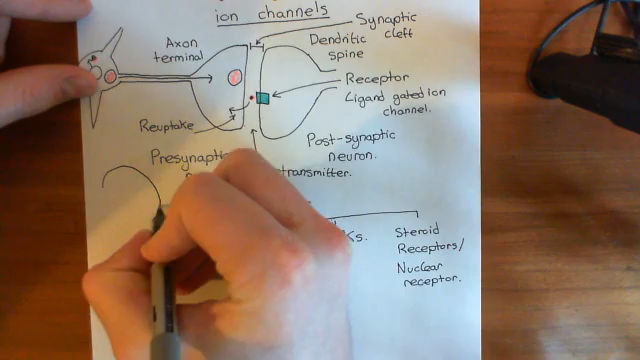 ion channels
Synaptic
cleft
Axon
terminal
Dendritic
spine
Receptor
Ligand gated ion
channel.
Reuptake
Post-synaptic
neuron.
Presynaptic
transmitter.
Ks.
Steroid
Receptors/
Nuclear
receptor.